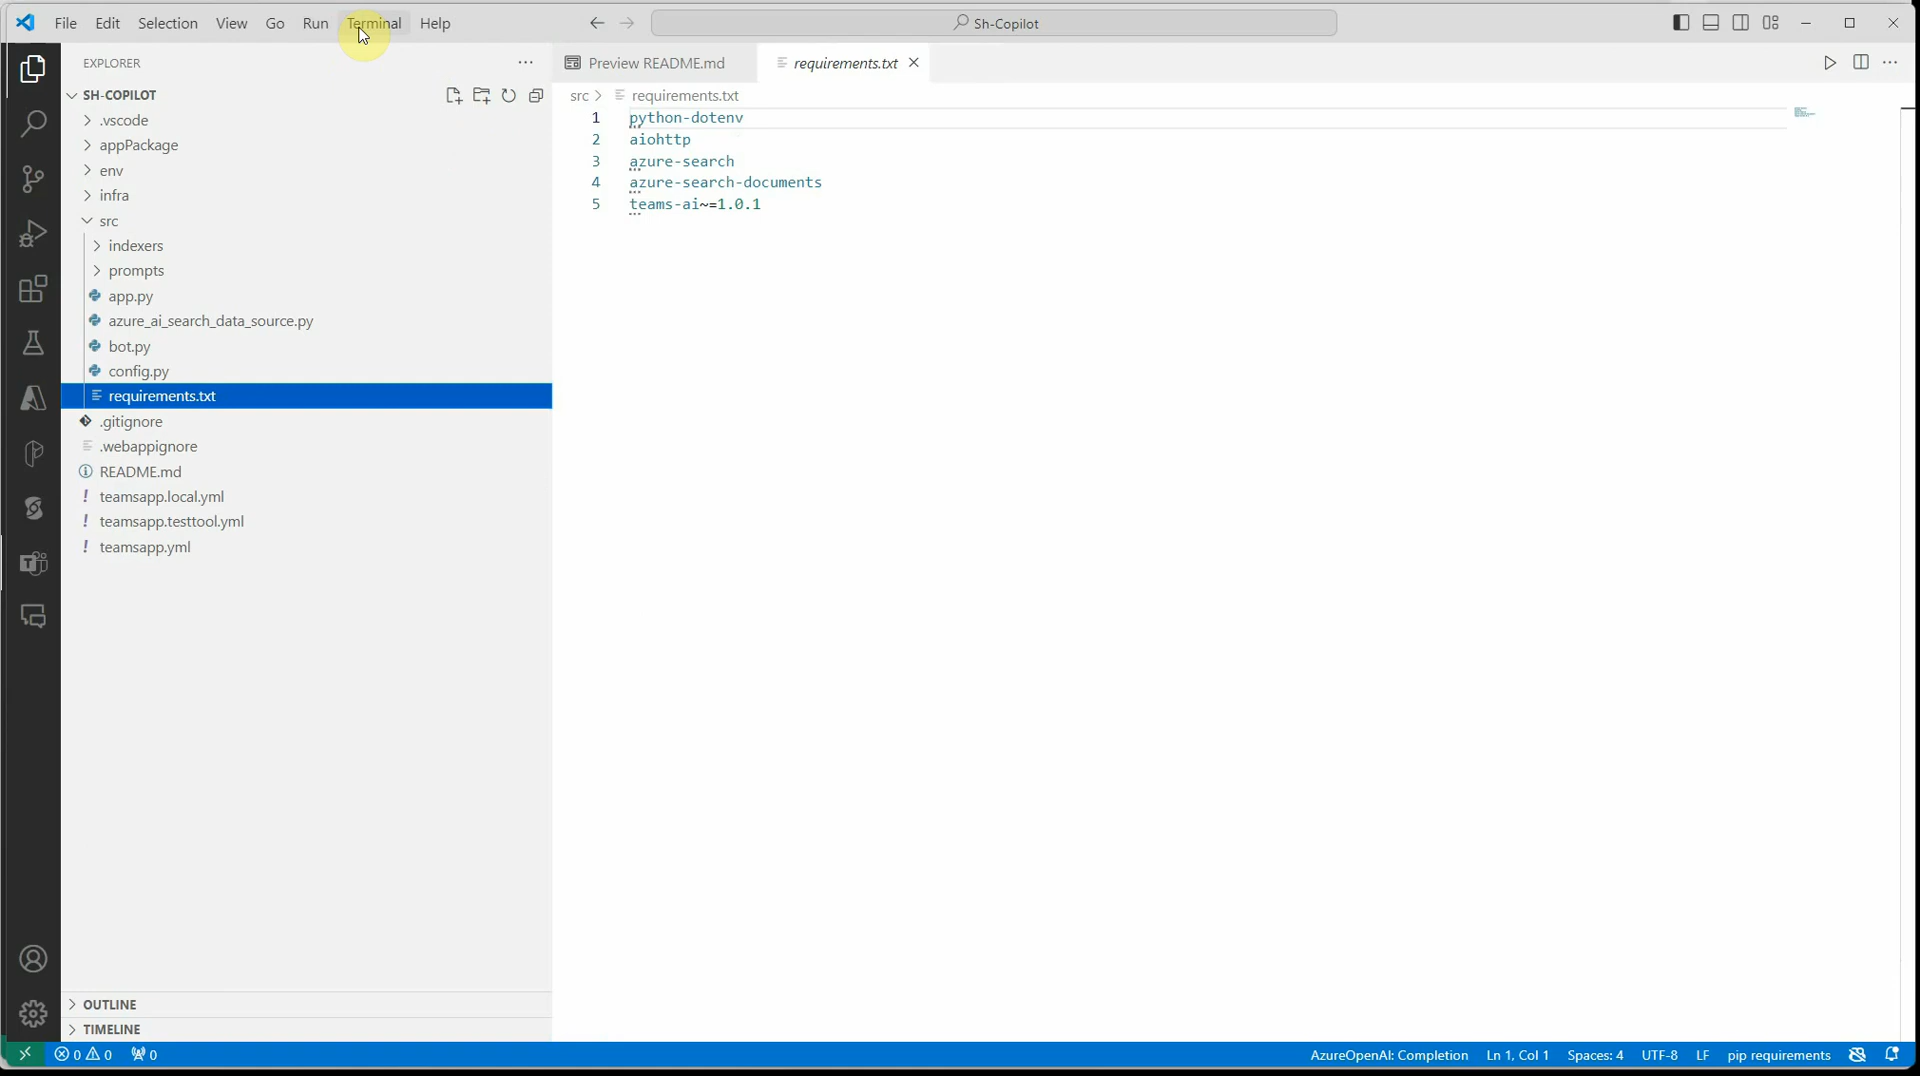 File Edit Selection View Go Run Terminal Help
Sh-Copilot
EXPLORER
SH-COPILOT
.vscode
appPackage
env
infra
src
indexers
prompts
app.py
azure_ai_search_data_source.py
bot.py
config.py
requirements.txt
.gitignore
.webappignore
README.md
! teamsapp.local.yml
! teamsapp.testtool.yml
! teamsapp.yml
OUTLINE
TIMELINE
Preview README.md
requirements.txt
src > requirements.txt
1 python-dotenv
2 aiohttp
3 azure-search
4 azure-search-documents
5 teams-ai~=1.0.1
0 0 0
AzureOpenAI: Completion Ln 1, Col 1 Spaces: 4 UTF-8 LF pip requirements